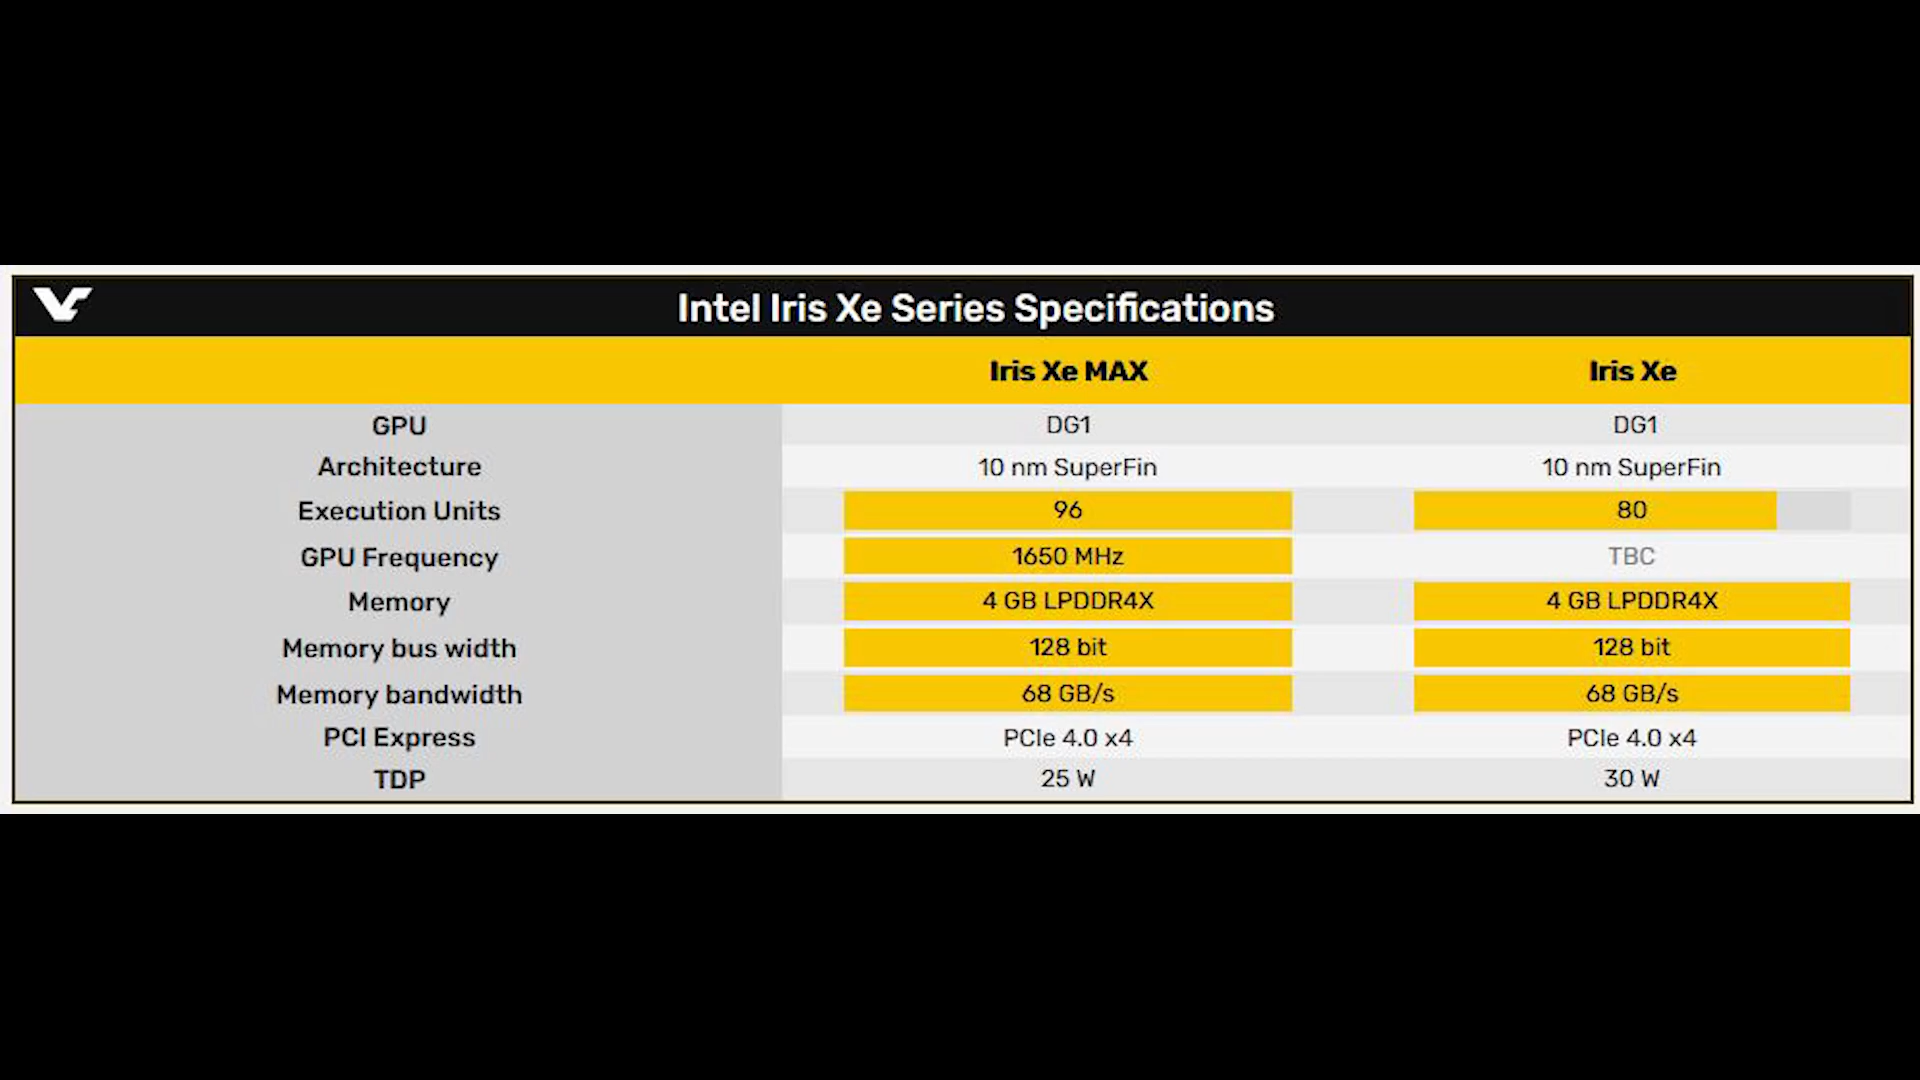 Intel Iris Xe Series Specifications
Iris Xe MAX Iris Xe
GPU DG1 DG1
Architecture 10 nm SuperFin 10 nm SuperFin
Execution Units 96 80
GPU Frequency 1650 MHz TBC
Memory 4 GB LPDDR4X 4 GB LPDDR4X
Memory bus width 128 bit 128 bit
Memory bandwidth 68 GB/s 68 GB/s
PCI Express PCIe 4.0 x4 PCIe 4.0 x4
TDP 25 W 30 W